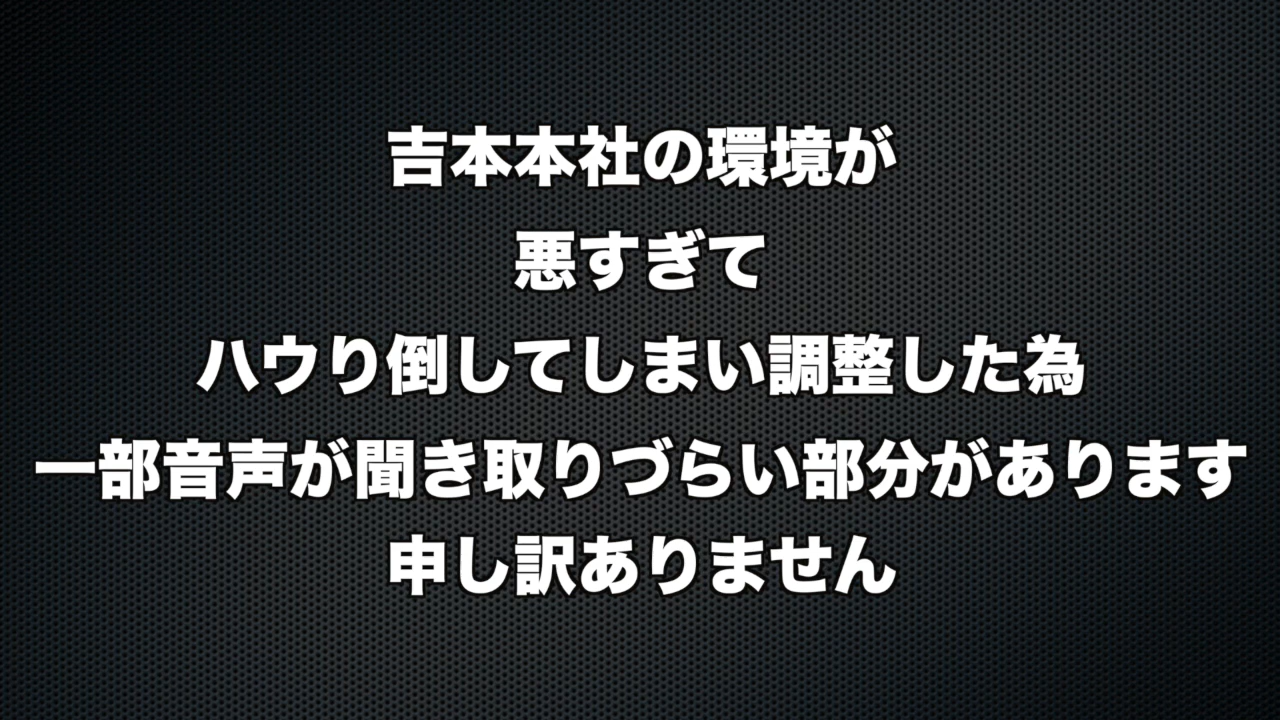 吉本本社の環境が
悪すぎて
ハウり倒してしまい調整した為
一部音声が聞き取りづらい部分があります
申し訳ありません